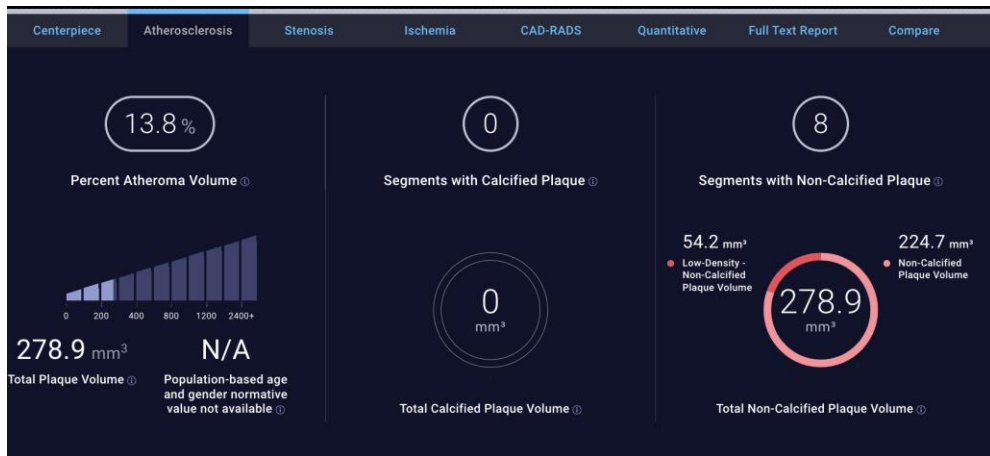 Centerpiece
Atherosclerosis
Stenosis
Ischemia
CAD-RADS
Quantitative
Full Text Report
Compare
13.8 %
Percent Atheroma Volume ⓘ
0 200 400 800 1200 2400+
278.9 mm³
Total Plaque Volume ⓘ
N/A
Population-based age
and gender normative
value not available ⓘ
0
Segments with Calcified Plaque ⓘ
0
mm³
Total Calcified Plaque Volume ⓘ
8
Segments with Non-Calcified Plaque ⓘ
54.2 mm³
Low-Density -
Non-Calcified
Plaque Volume
278.9
mm³
224.7 mm³
Non-Calcified
Plaque Volume
Total Non-Calcified Plaque Volume ⓘ